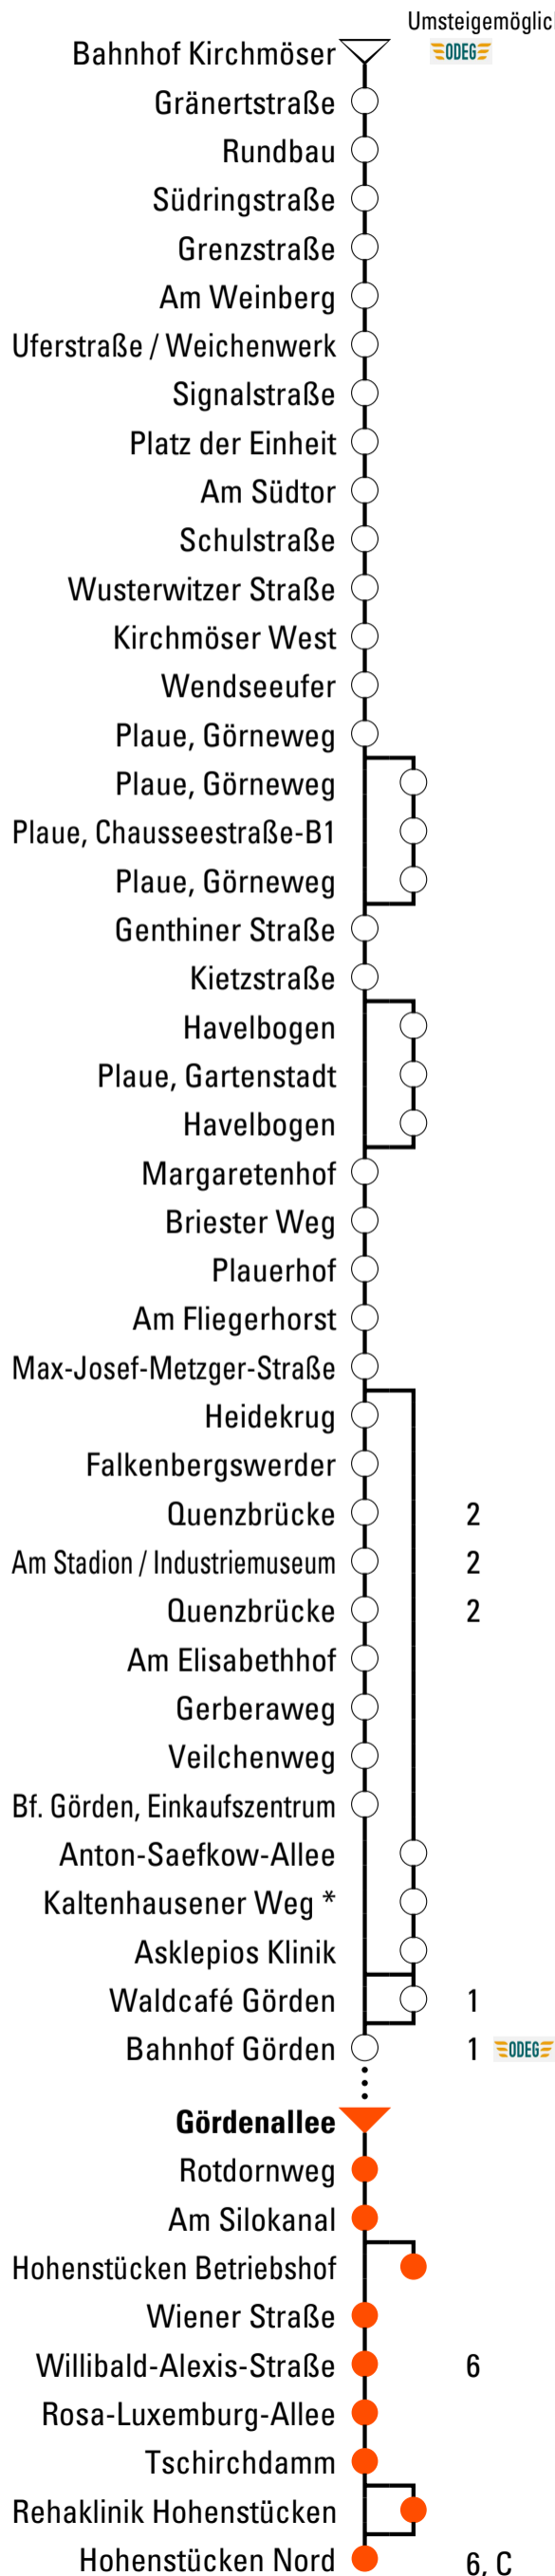 Umsteigemöglic
Bahnhof Kirchmöser ODEG
Gränertstraße
Rundbau
Südringstraße
Grenzstraße
Am Weinberg
Uferstraße / Weichenwerk
Signalstraße
Platz der Einheit
Am Südtor
Schulstraße
Wusterwitzer Straße
Kirchmöser West
Wendseeufer
Plaue, Görneweg
Plaue, Görneweg
Plaue, Chausseestraße-B1
Plaue, Görneweg
Genthiner Straße
Kietzstraße
Havelbogen
Plaue, Gartenstadt
Havelbogen
Margaretenhof
Briester Weg
Plauerhof
Am Fliegerhorst
Max-Josef-Metzger-Straße
Heidekrug
Falkenbergswerder
Quenzbrücke 2
Am Stadion / Industriemuseum 2
Quenzbrücke 2
Am Elisabethhof
Gerberaweg
Veilchenweg
Bf. Görden, Einkaufszentrum
Anton-Saefkow-Allee
Kaltenhausener Weg *
Asklepios Klinik
Waldcafé Görden 1
Bahnhof Görden 1 ODEG
Gördenallee
Rotdornweg
Am Silokanal
Hohenstücken Betriebshof
Wiener Straße
Willibald-Alexis-Straße 6
Rosa-Luxemburg-Allee
Tschirchdamm
Rehaklinik Hohenstücken
Hohenstücken Nord 6, C